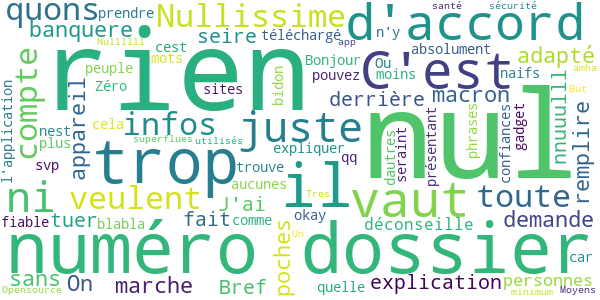 quons prendre Nullissime d'accord santé sécurité
banquere seire téléchargé n'y
Nullllll c'est app C'est absolument adapté
rien peuple mots Bonjour Ou
Zéro sites pouvez moins naifs
compte l'application appareil bidon derrière macron nnuuulll
infos juste nul phrases gadget amha
nest cela superflues utilisés expliquer dautres seraint présentant confiances But remplire
plus trop trouve qq
svp aucunes il vaut toute
ni veulent J'ai comme okay
fiable tuer fait poches Un Tres déconseille demande
blabla
numéro dossier
sans On marche Bref quelle explication personnes car
Opensource minimum Moyens